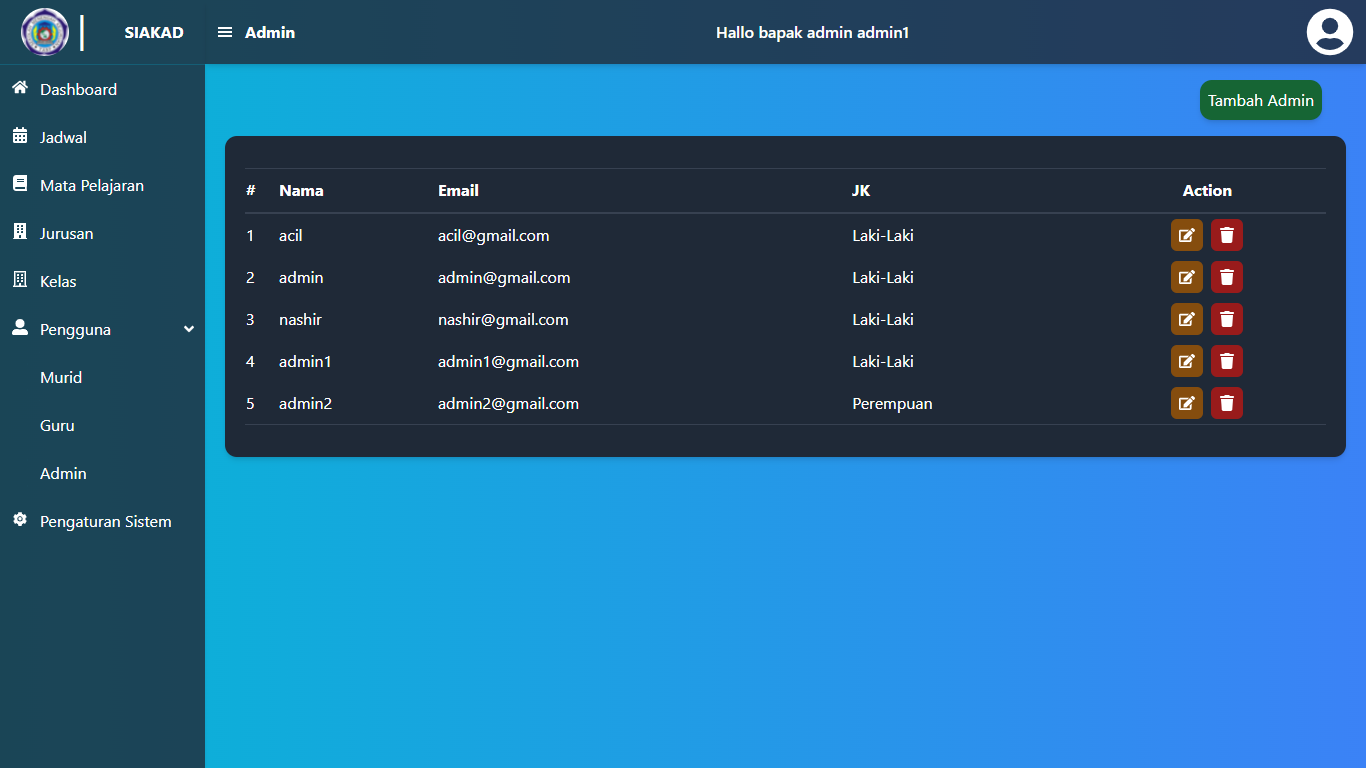 SIAKAD
Admin
Hallo bapak admin admin1
Dashboard
Jadwal
Mata Pelajaran
Jurusan
Kelas
Pengguna
Murid
Guru
Admin
Pengaturan Sistem
Tambah Admin
# Nama Email JK Action
1 acil acil@gmail.com Laki-Laki
2 admin admin@gmail.com Laki-Laki
3 nashir nashir@gmail.com Laki-Laki
4 admin1 admin1@gmail.com Laki-Laki
5 admin2 admin2@gmail.com Perempuan